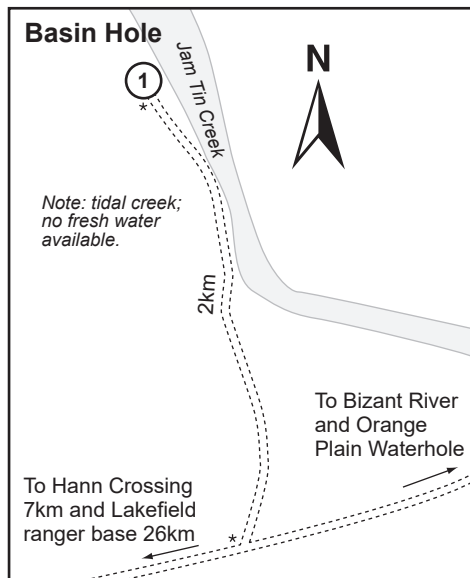 Basin Hole
N
1
*
Jam Tin Creek
Note: tidal creek;
no fresh water
available.
2km
To Bizant River
and Orange
Plain Waterhole
To Hann Crossing
7km and Lakefield
ranger base 26km
*